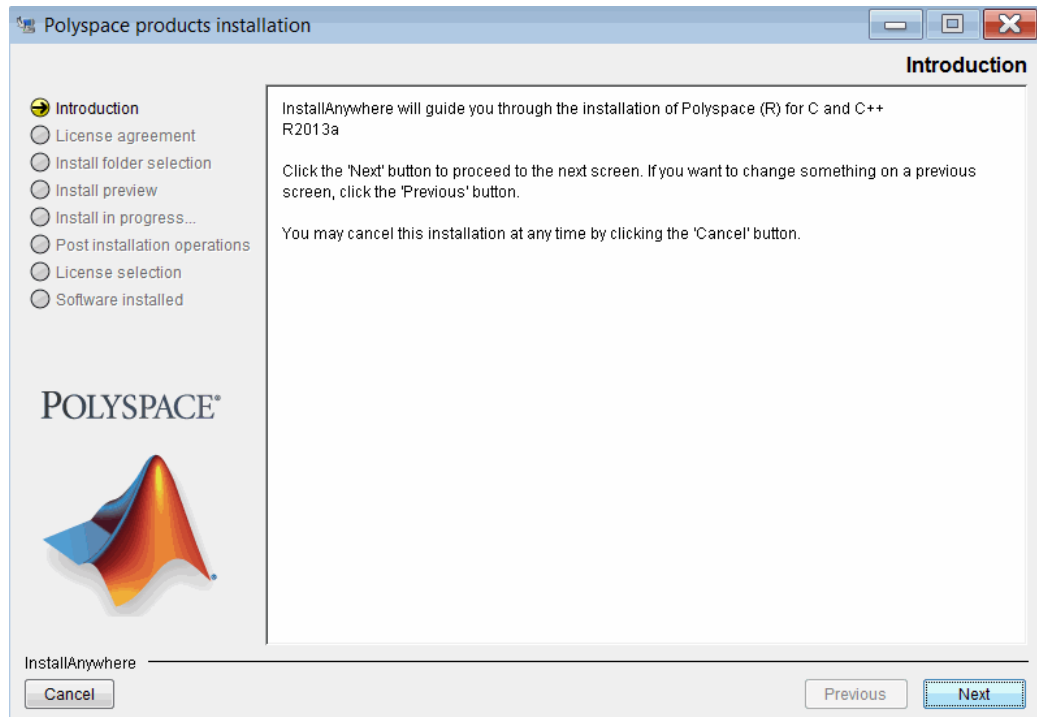 Polyspace products installation
Introduction
Introduction
License agreement
Install folder selection
Install preview
Install in progress...
Post installation operations
License selection
Software installed
POLYSPACE®
InstallAnywhere will guide you through the installation of Polyspace (R) for C and C++
R2013a
Click the 'Next' button to proceed to the next screen. If you want to change something on a previous
screen, click the 'Previous' button.
You may cancel this installation at any time by clicking the 'Cancel' button.
InstallAnywhere
Cancel
Previous
Next